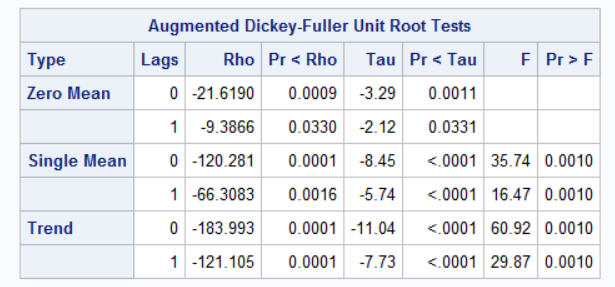 Augmented Dickey-Fuller Unit Root Tests
Type Lags Rho Pr < Rho Tau Pr < Tau F Pr > F
Zero Mean 0 -21.6190 0.0009 -3.29 0.0011
1 -9.3866 0.0330 -2.12 0.0331
Single Mean 0 -120.281 0.0001 -8.45 <.0001 35.74 0.0010
1 -66.3083 0.0016 -5.74 <.0001 16.47 0.0010
Trend 0 -183.993 0.0001 -11.04 <.0001 60.92 0.0010
1 -121.105 0.0001 -7.73 <.0001 29.87 0.0010